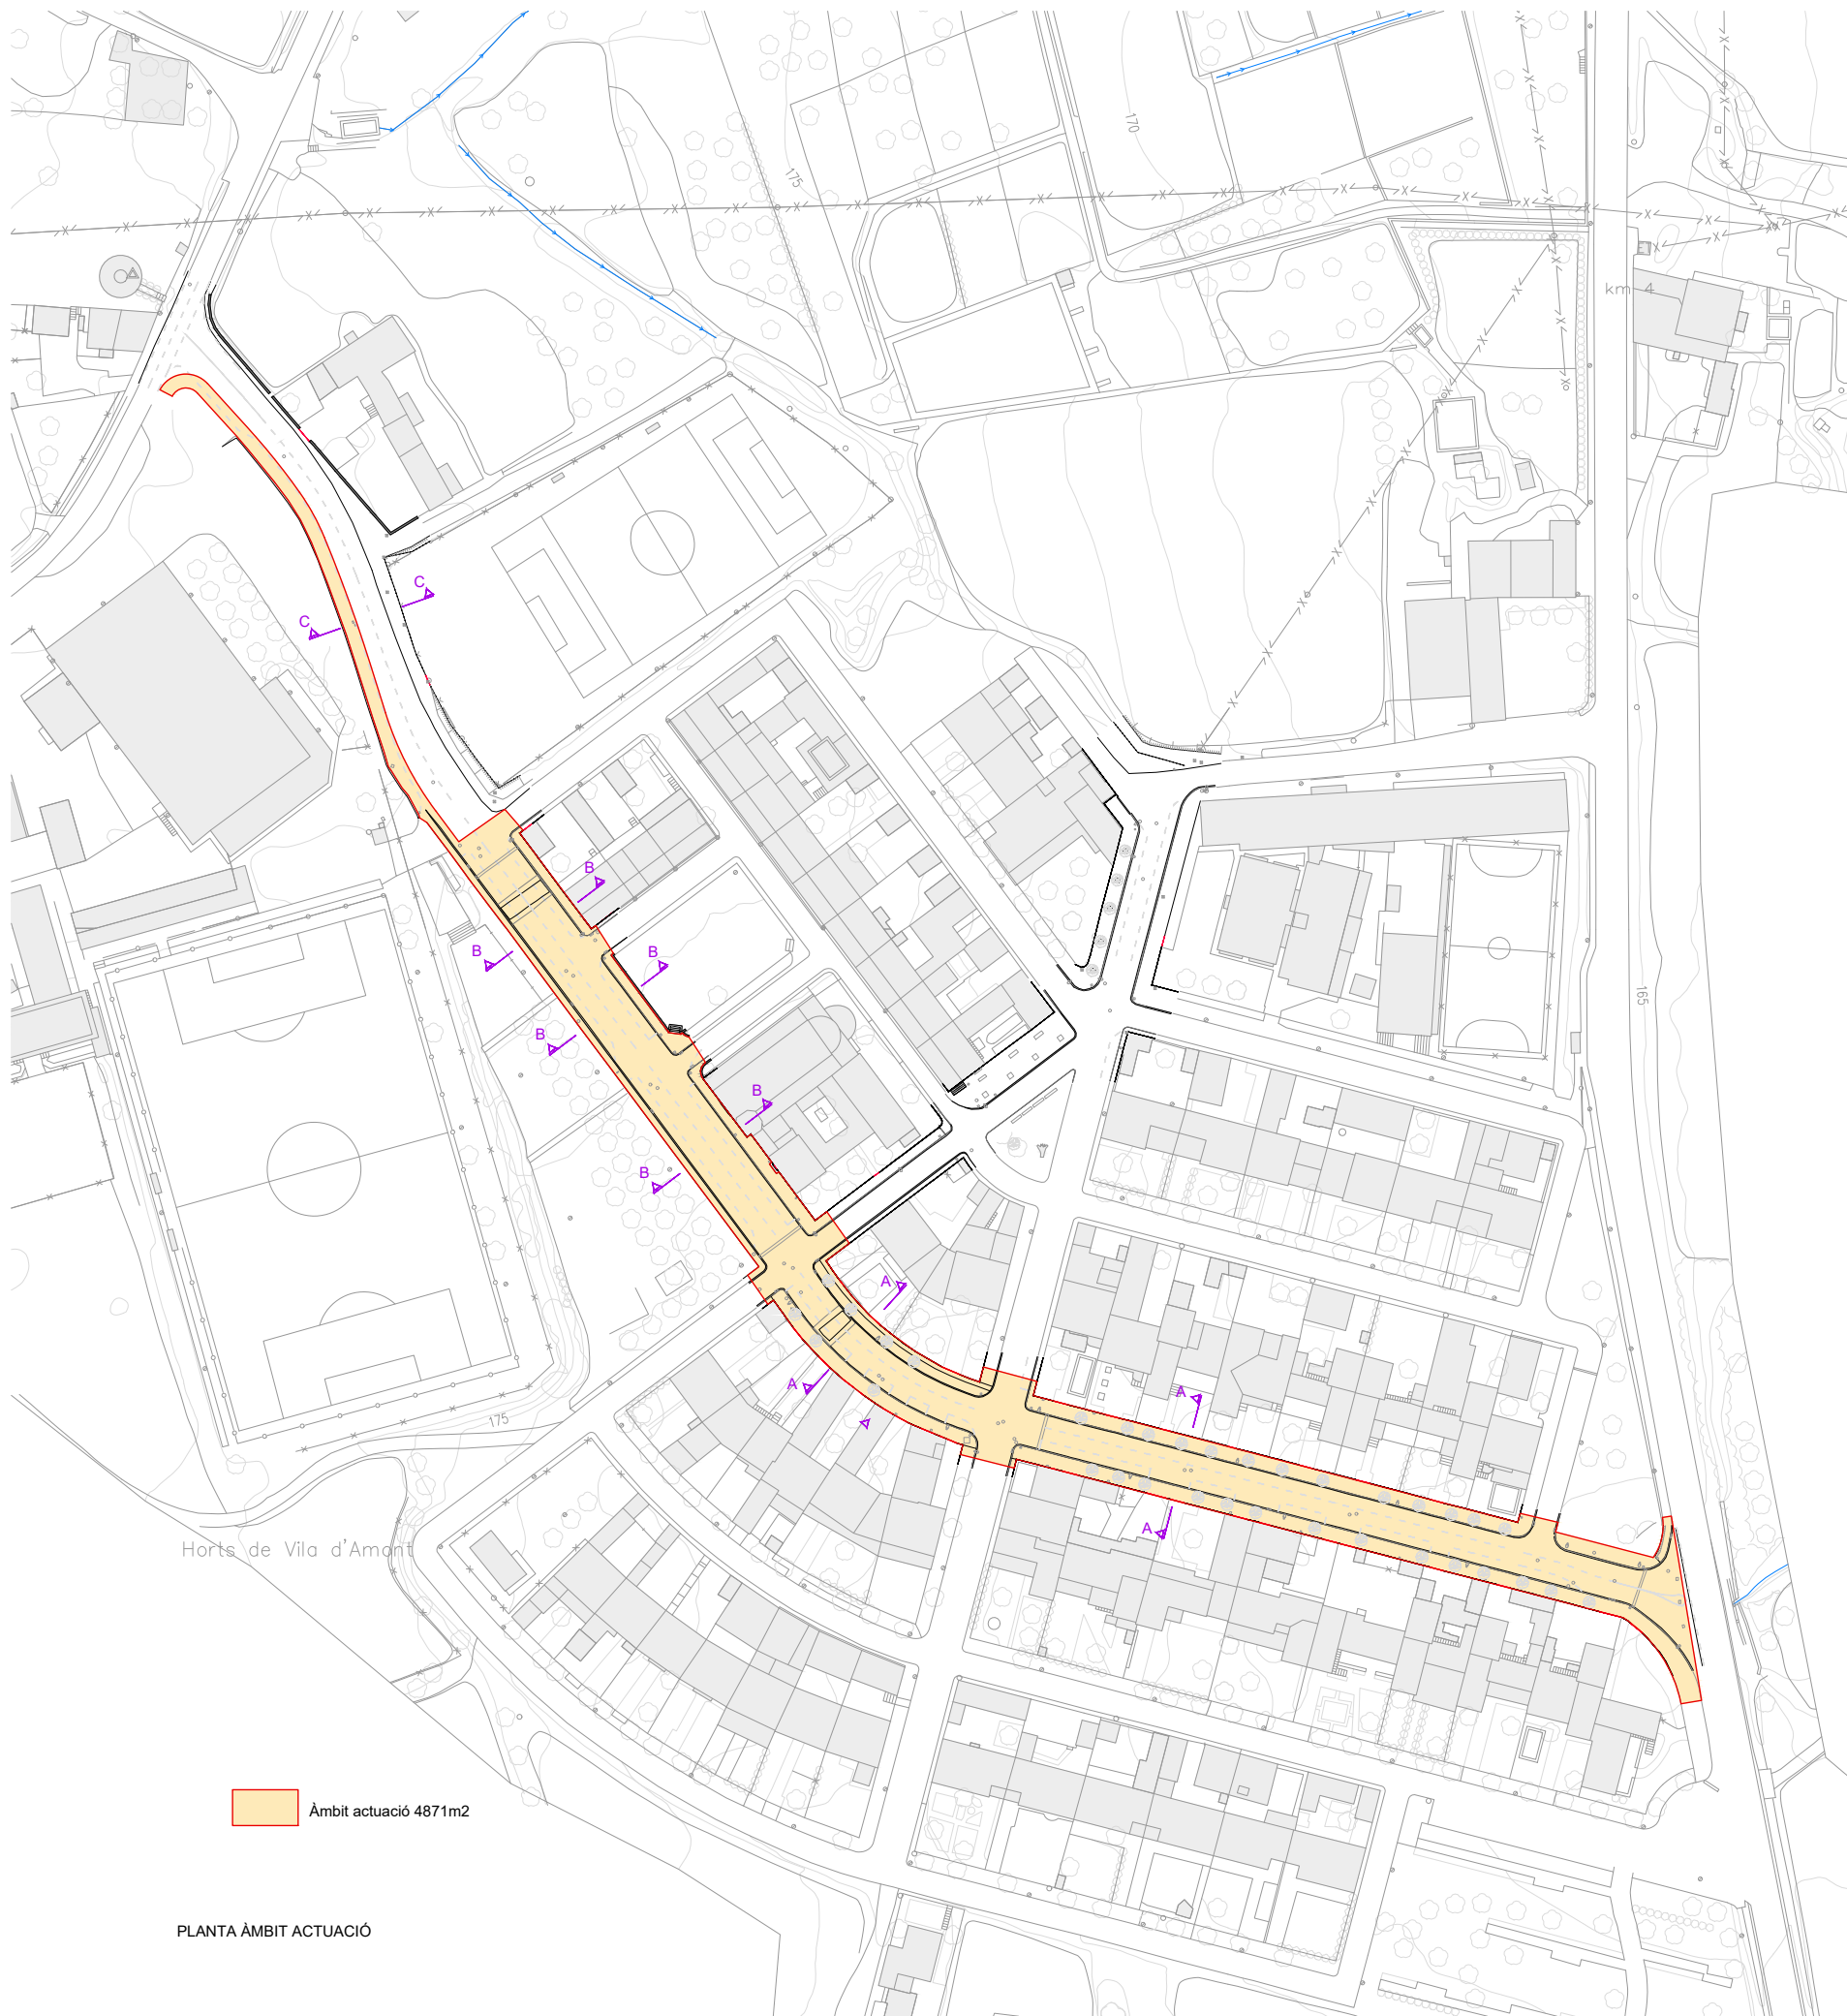 170
175
km 4
C
C
B
B
B
B
165
B
B
A
A
A
175
A
Horts de Vila d'Amont
Àmbit actuació 4871m2
PLANTA ÀMBIT ACTUACIÓ